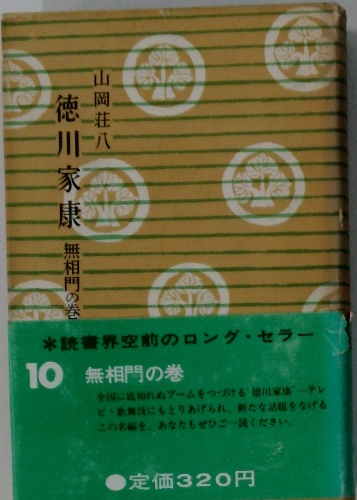 山岡荘八
徳川家康
無相門の巻
＊読書界空前のロング・セラー
10 無相門の巻
全国に底知れぬブームをつづける“徳川家康”―テレ
ビ・歌舞伎にもとりあげられ、新たな話題をなげる
この名編を、あなたもぜひご一読ください。
●定価320円